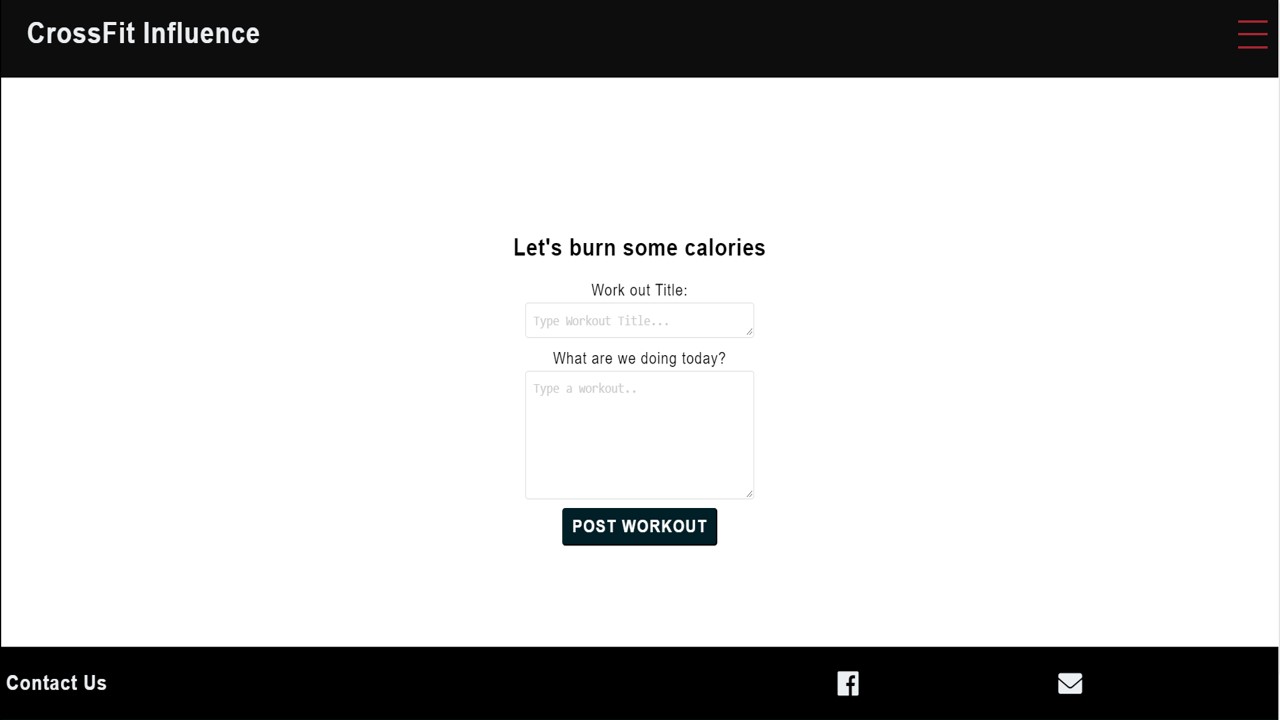 CrossFit Influence
Let's burn some calories
Work out Title:
Type Workout Title...
What are we doing today?
Type a workout..
POST WORKOUT
Contact Us